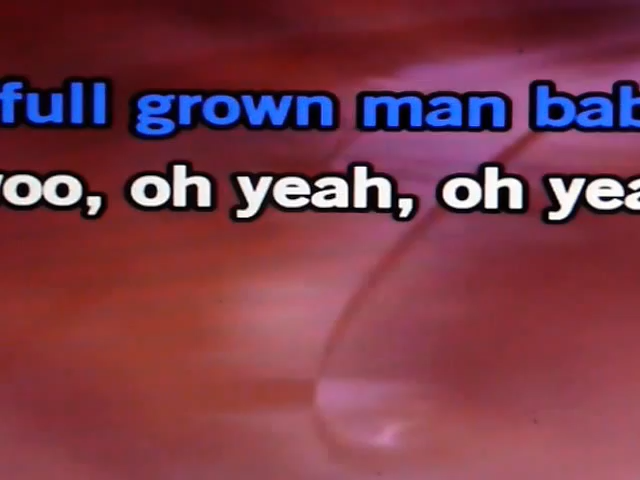 full grown man bab
oo, oh yeah, oh yea